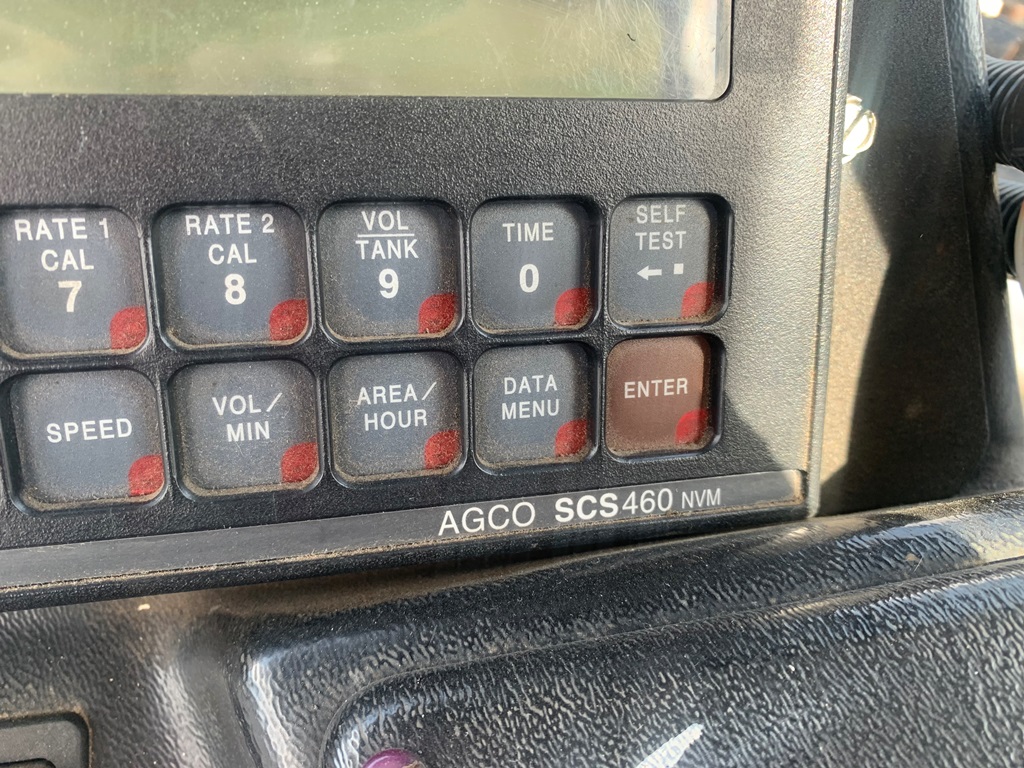 RATE 1
CAL
7
RATE 2
CAL
8
VOL
TANK
9
TIME
0
SELF
TEST
SPEED
VOL/
MIN
AREA/
HOUR
DATA
MENU
ENTER
AGCO SCS460 NVM